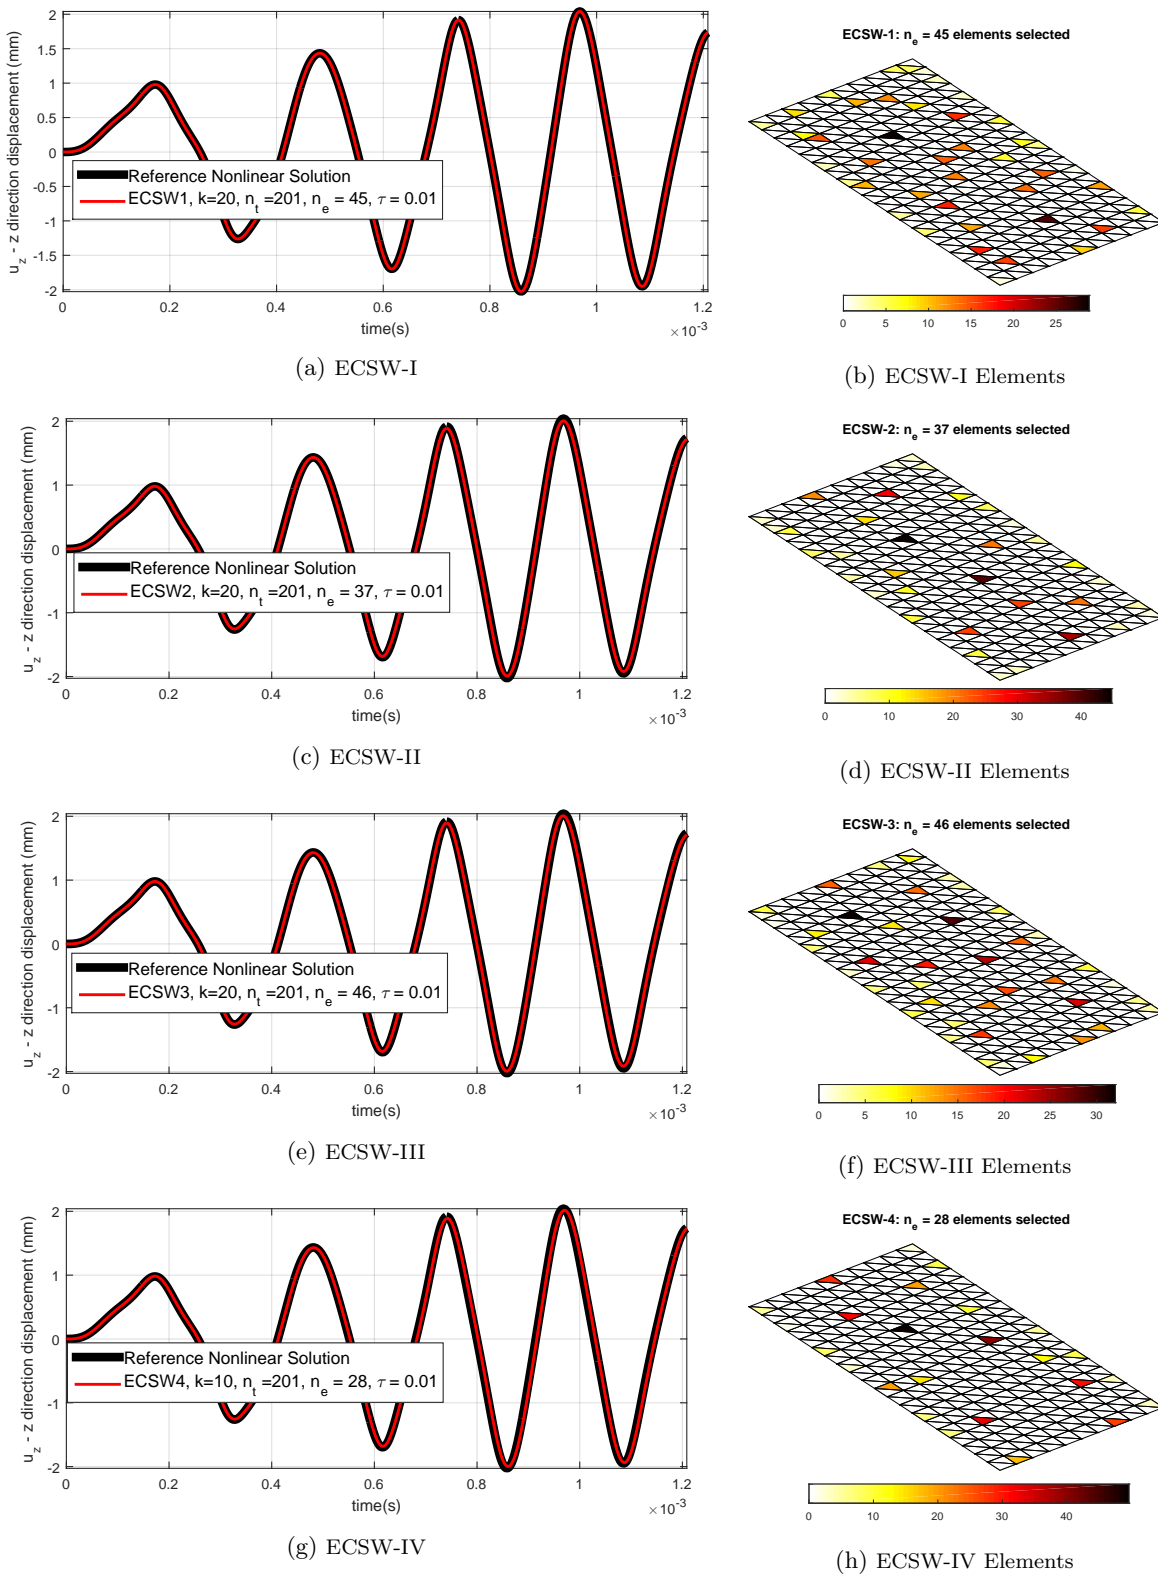 2
1.5
1
0.5
0
-0.5
-1
-1.5
-2
u_z - z direction displacement (mm)
Reference Nonlinear Solution
ECSW1, k=20, n_t =201, n_e = 45, τ = 0.01
0 0.2 0.4 0.6 0.8 1 1.2
time(s)
×10^-3
(a) ECSW-I
ECSW-1: n_e = 45 elements selected
0 5 10 15 20 25
(b) ECSW-I Elements
2
1
0
-1
-2
u_z - z direction displacement (mm)
Reference Nonlinear Solution
ECSW2, k=20, n_t =201, n_e = 37, τ = 0.01
0 0.2 0.4 0.6 0.8 1 1.2
time(s)
×10^-3
(c) ECSW-II
ECSW-2: n_e = 37 elements selected
0 10 20 30 40
(d) ECSW-II Elements
2
1
0
-1
-2
u_z - z direction displacement (mm)
Reference Nonlinear Solution
ECSW3, k=20, n_t =201, n_e = 46, τ = 0.01
0 0.2 0.4 0.6 0.8 1 1.2
time(s)
×10^-3
(e) ECSW-III
ECSW-3: n_e = 46 elements selected
0 5 10 15 20 25 30
(f) ECSW-III Elements
2
1
0
-1
-2
u_z - z direction displacement (mm)
Reference Nonlinear Solution
ECSW4, k=10, n_t =201, n_e = 28, τ = 0.01
0 0.2 0.4 0.6 0.8 1 1.2
time(s)
×10^-3
(g) ECSW-IV
ECSW-4: n_e = 28 elements selected
0 10 20 30 40
(h) ECSW-IV Elements